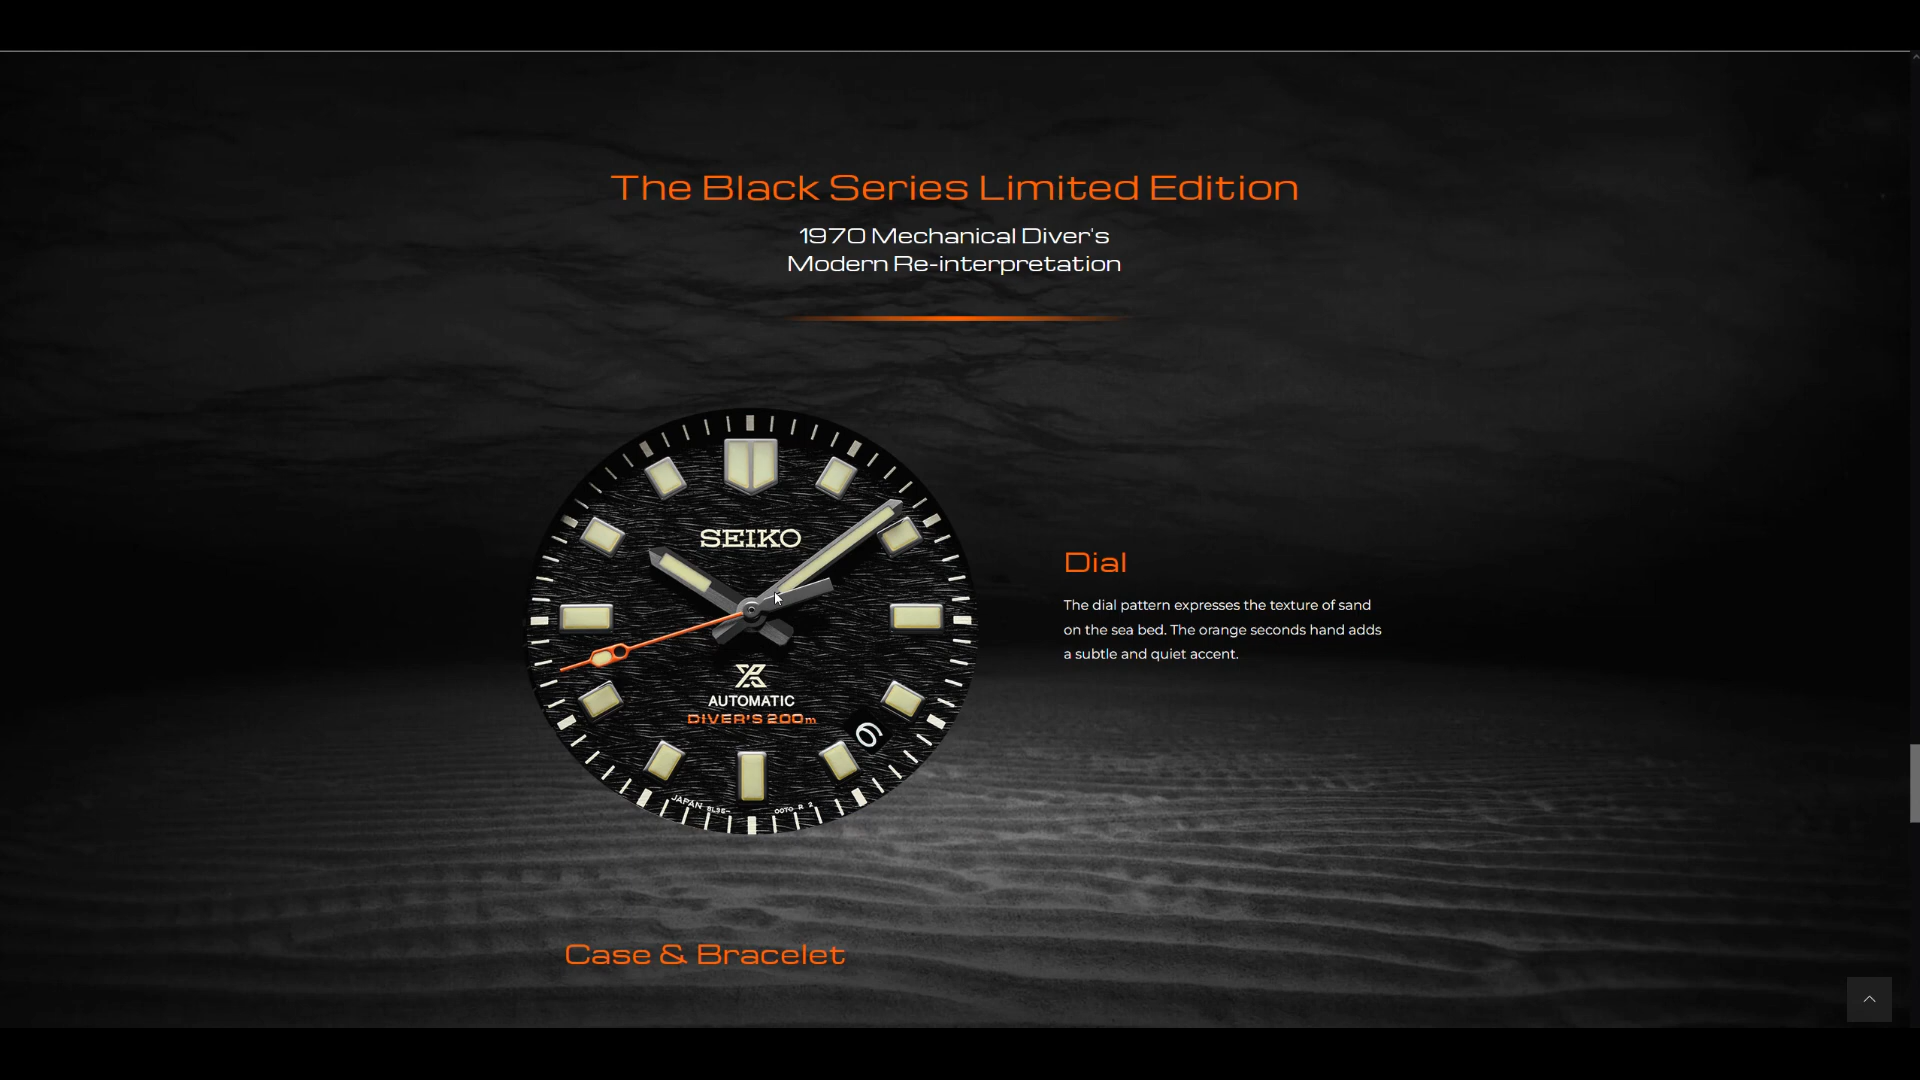 The Black Series Limited Edition
1970 Mechanical Diver's
Modern Re-interpretation
SEIKO
AUTOMATIC
DIVER'S 200m
6
JAPAN
Dial
The dial pattern expresses the texture of sand
on the sea bed. The orange seconds hand adds
a subtle and quiet accent.
Case & Bracelet